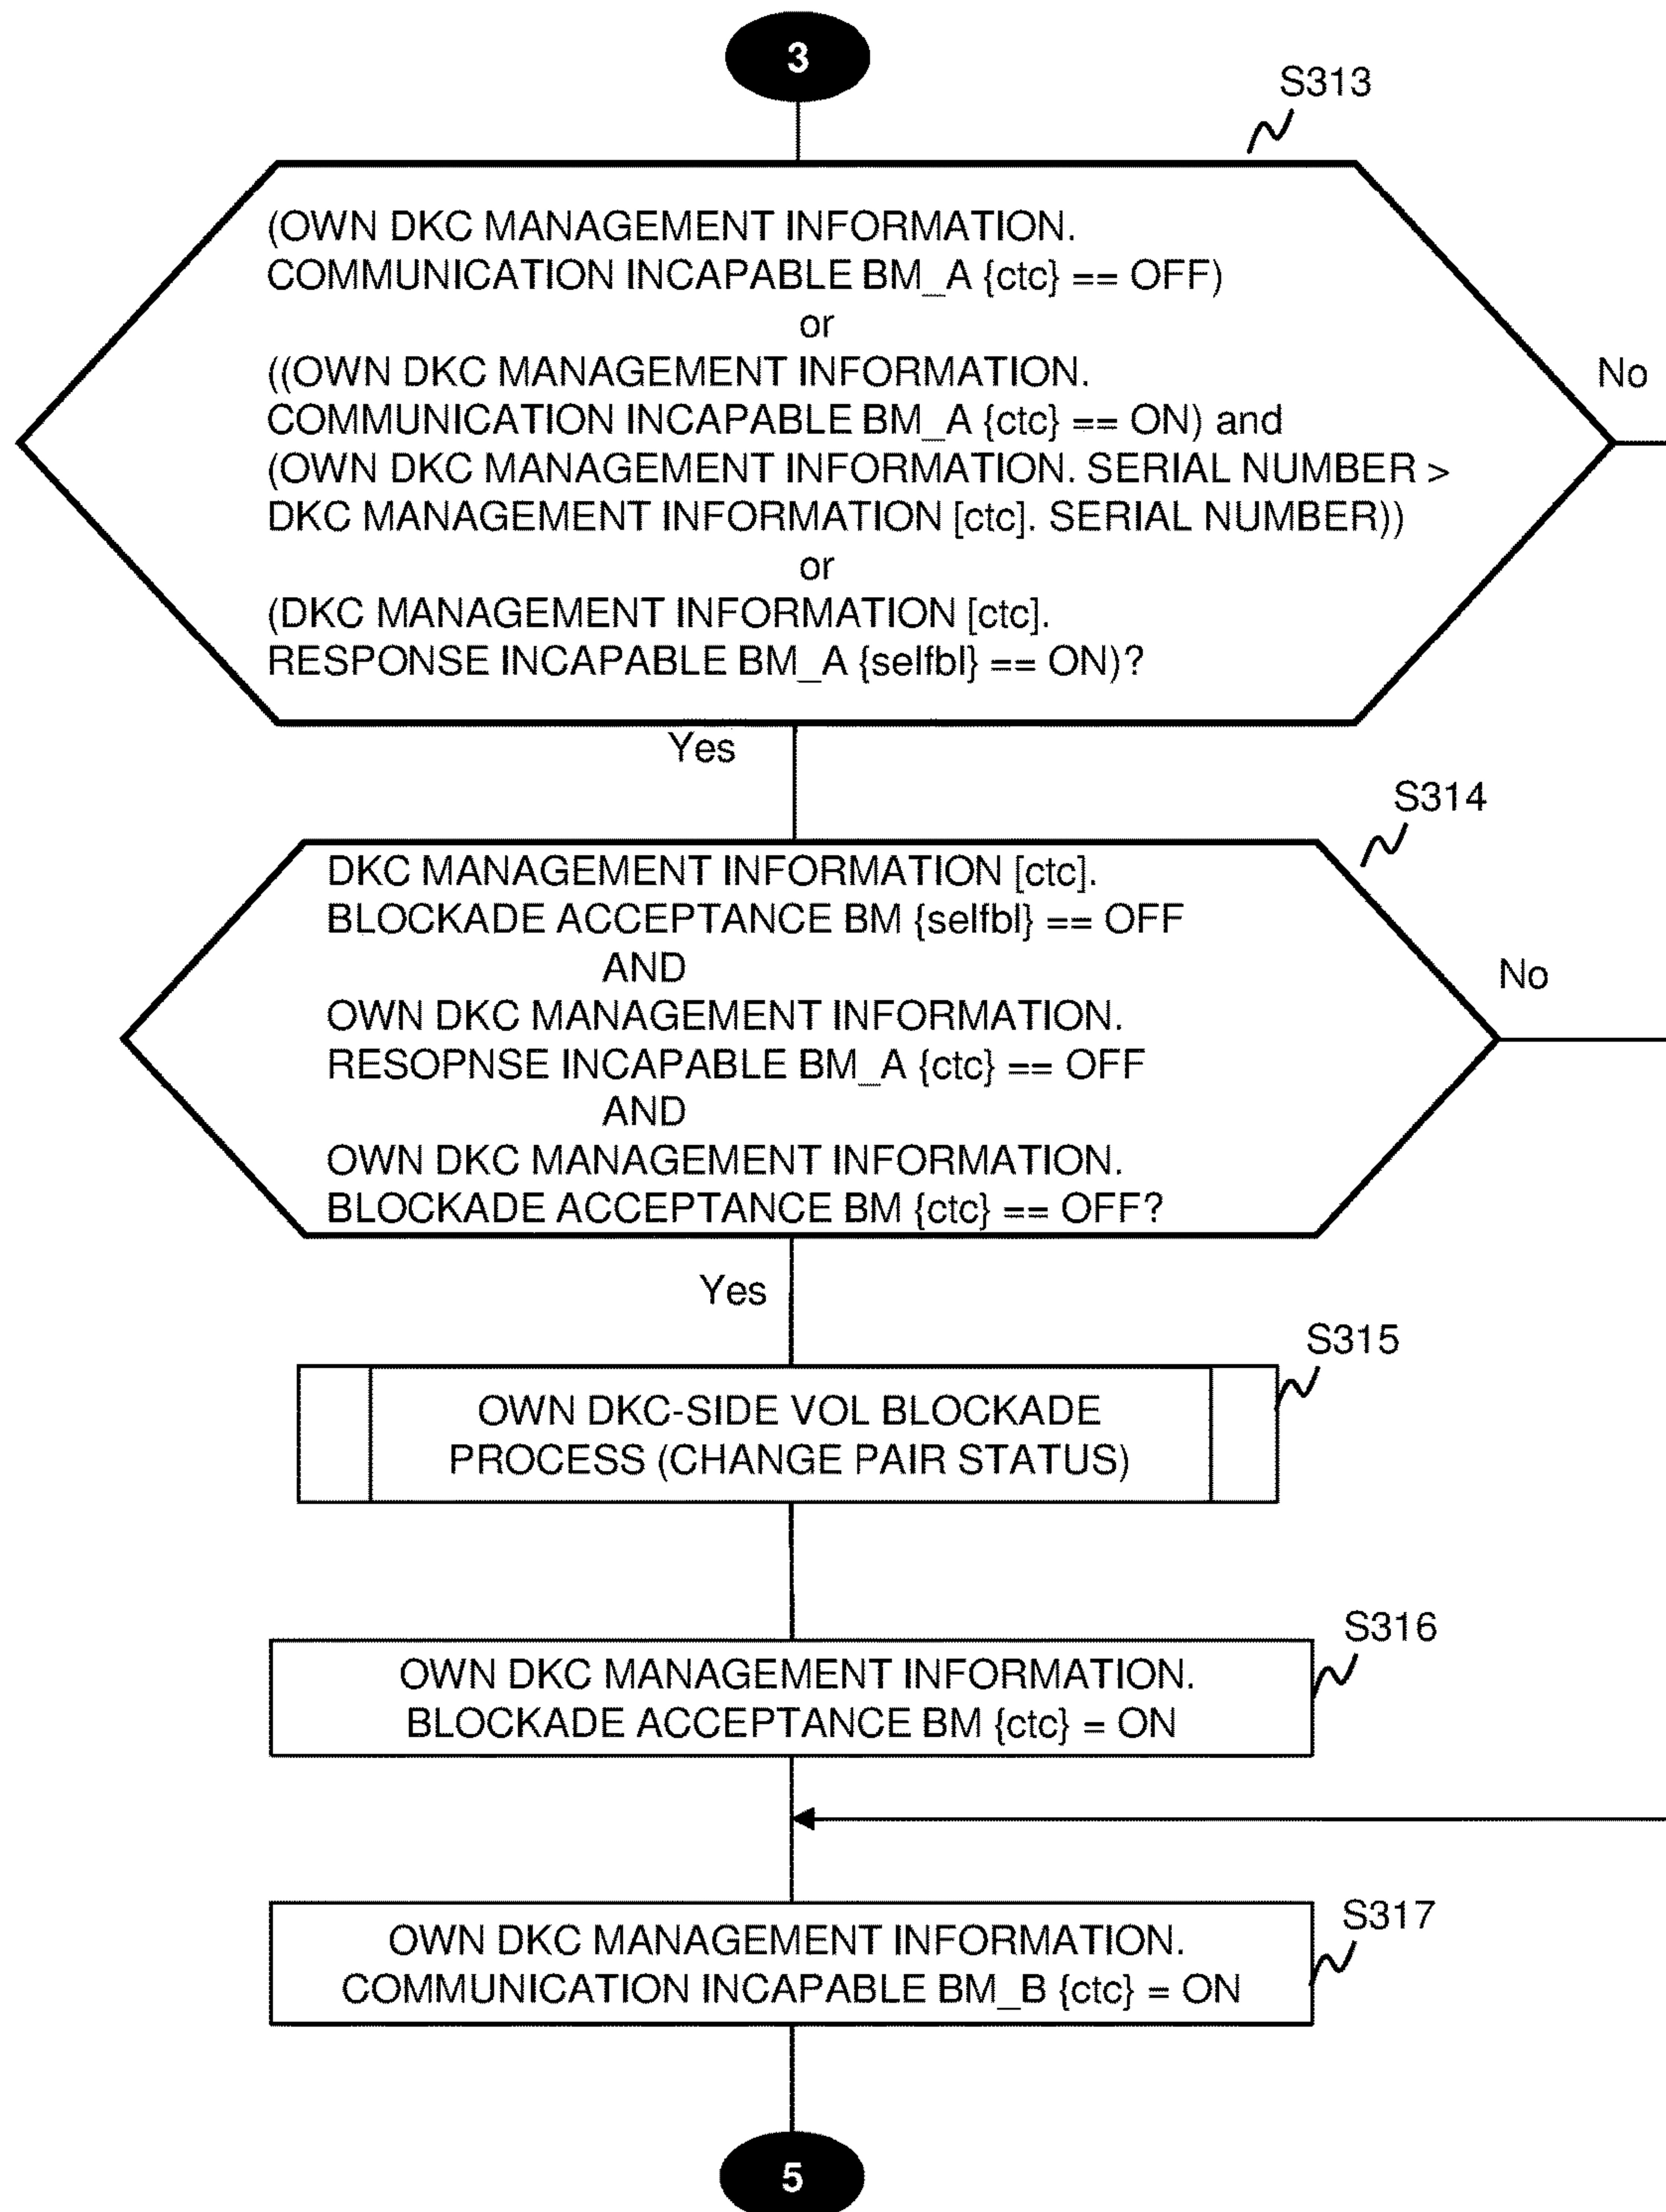 3
S313
(OWN DKC MANAGEMENT INFORMATION.
COMMUNICATION INCAPABLE BM_A {ctc} == OFF)
or
((OWN DKC MANAGEMENT INFORMATION.
COMMUNICATION INCAPABLE BM_A {ctc} == ON) and
(OWN DKC MANAGEMENT INFORMATION. SERIAL NUMBER >
DKC MANAGEMENT INFORMATION [ctc]. SERIAL NUMBER))
or
(DKC MANAGEMENT INFORMATION [ctc].
RESPONSE INCAPABLE BM_A {selfbl} == ON)?
No
Yes
S314
DKC MANAGEMENT INFORMATION [ctc].
BLOCKADE ACCEPTANCE BM {selfbl} == OFF
AND
OWN DKC MANAGEMENT INFORMATION.
RESOPNSE INCAPABLE BM_A {ctc} == OFF
AND
OWN DKC MANAGEMENT INFORMATION.
BLOCKADE ACCEPTANCE BM {ctc} == OFF?
No
Yes
S315
OWN DKC-SIDE VOL BLOCKADE
PROCESS (CHANGE PAIR STATUS)
S316
OWN DKC MANAGEMENT INFORMATION.
BLOCKADE ACCEPTANCE BM {ctc} = ON
S317
OWN DKC MANAGEMENT INFORMATION.
COMMUNICATION INCAPABLE BM_B {ctc} = ON
5